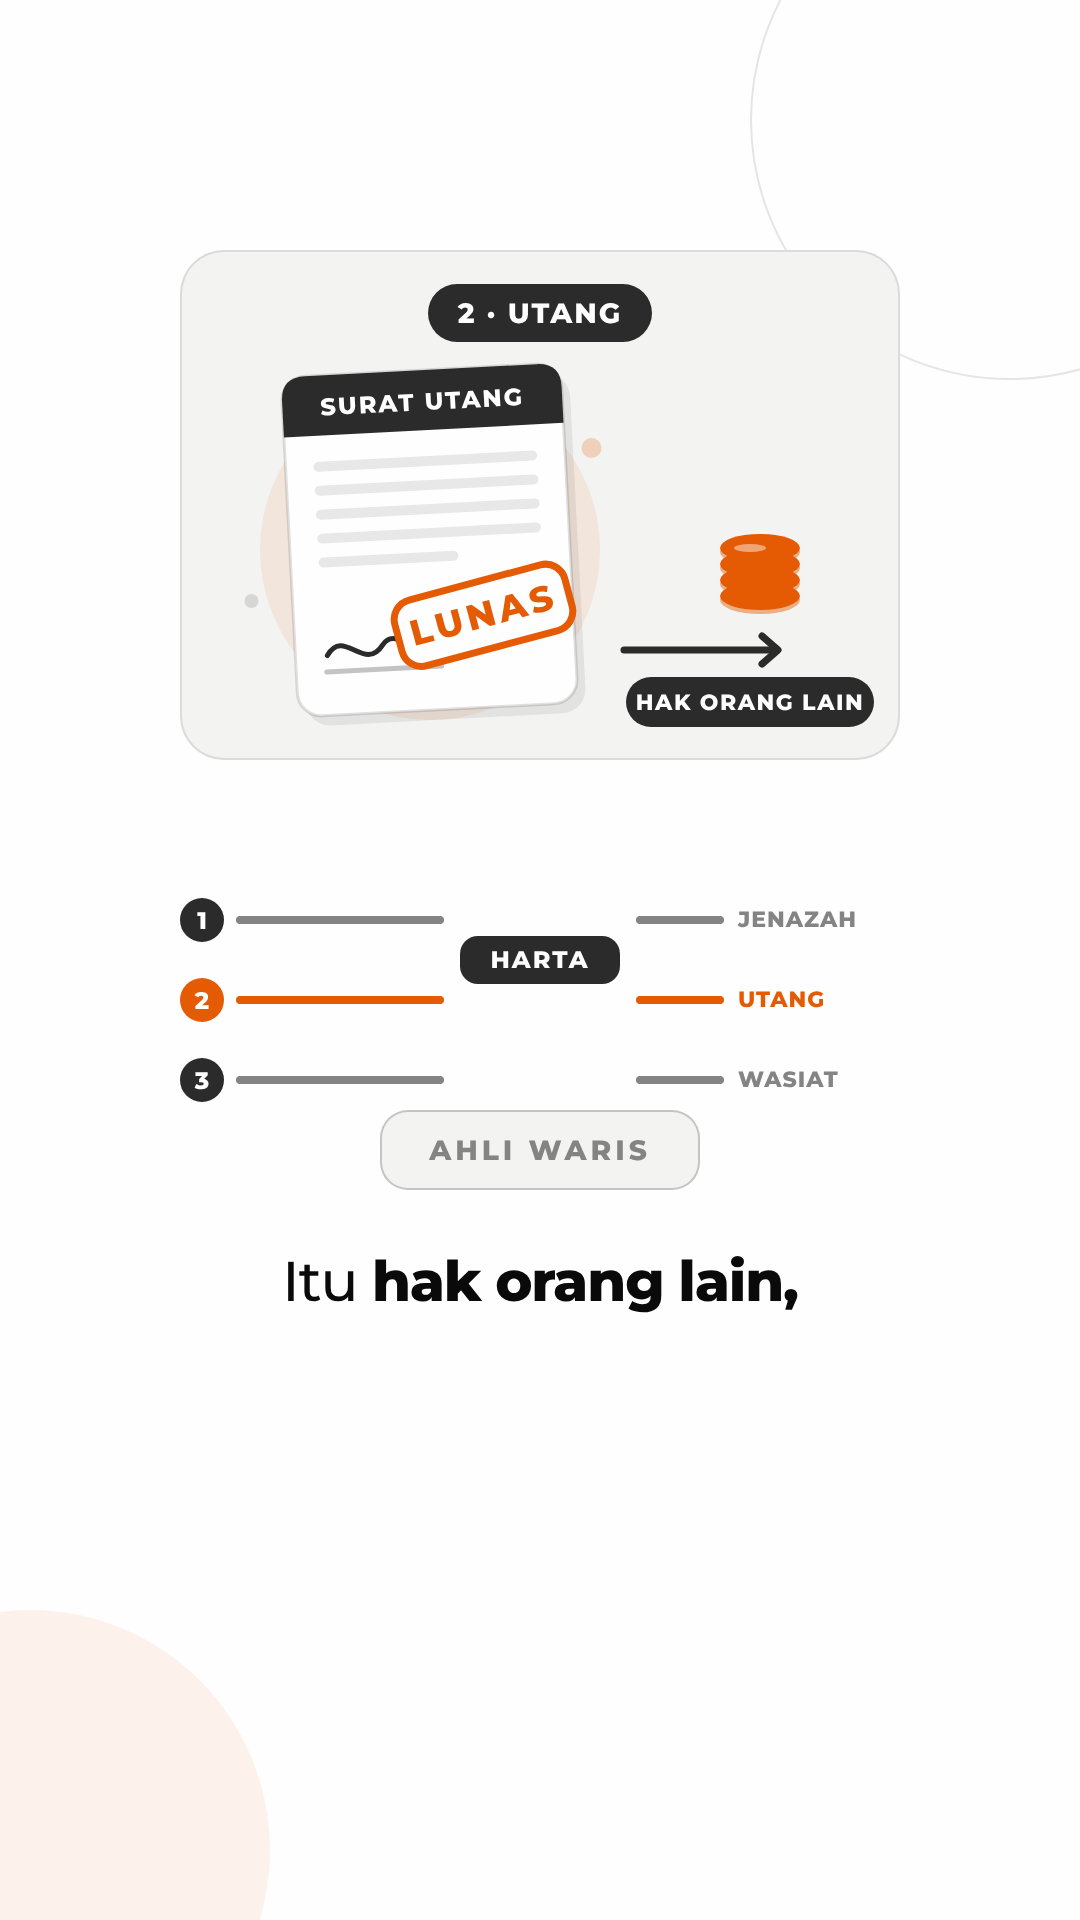 2 • UTANG
SURAT UTANG
LUNAS
HAK ORANG LAIN
1 JENAZAH
HARTA
2 UTANG
3 WASIAT
AHLI WARIS
Itu hak orang lain,